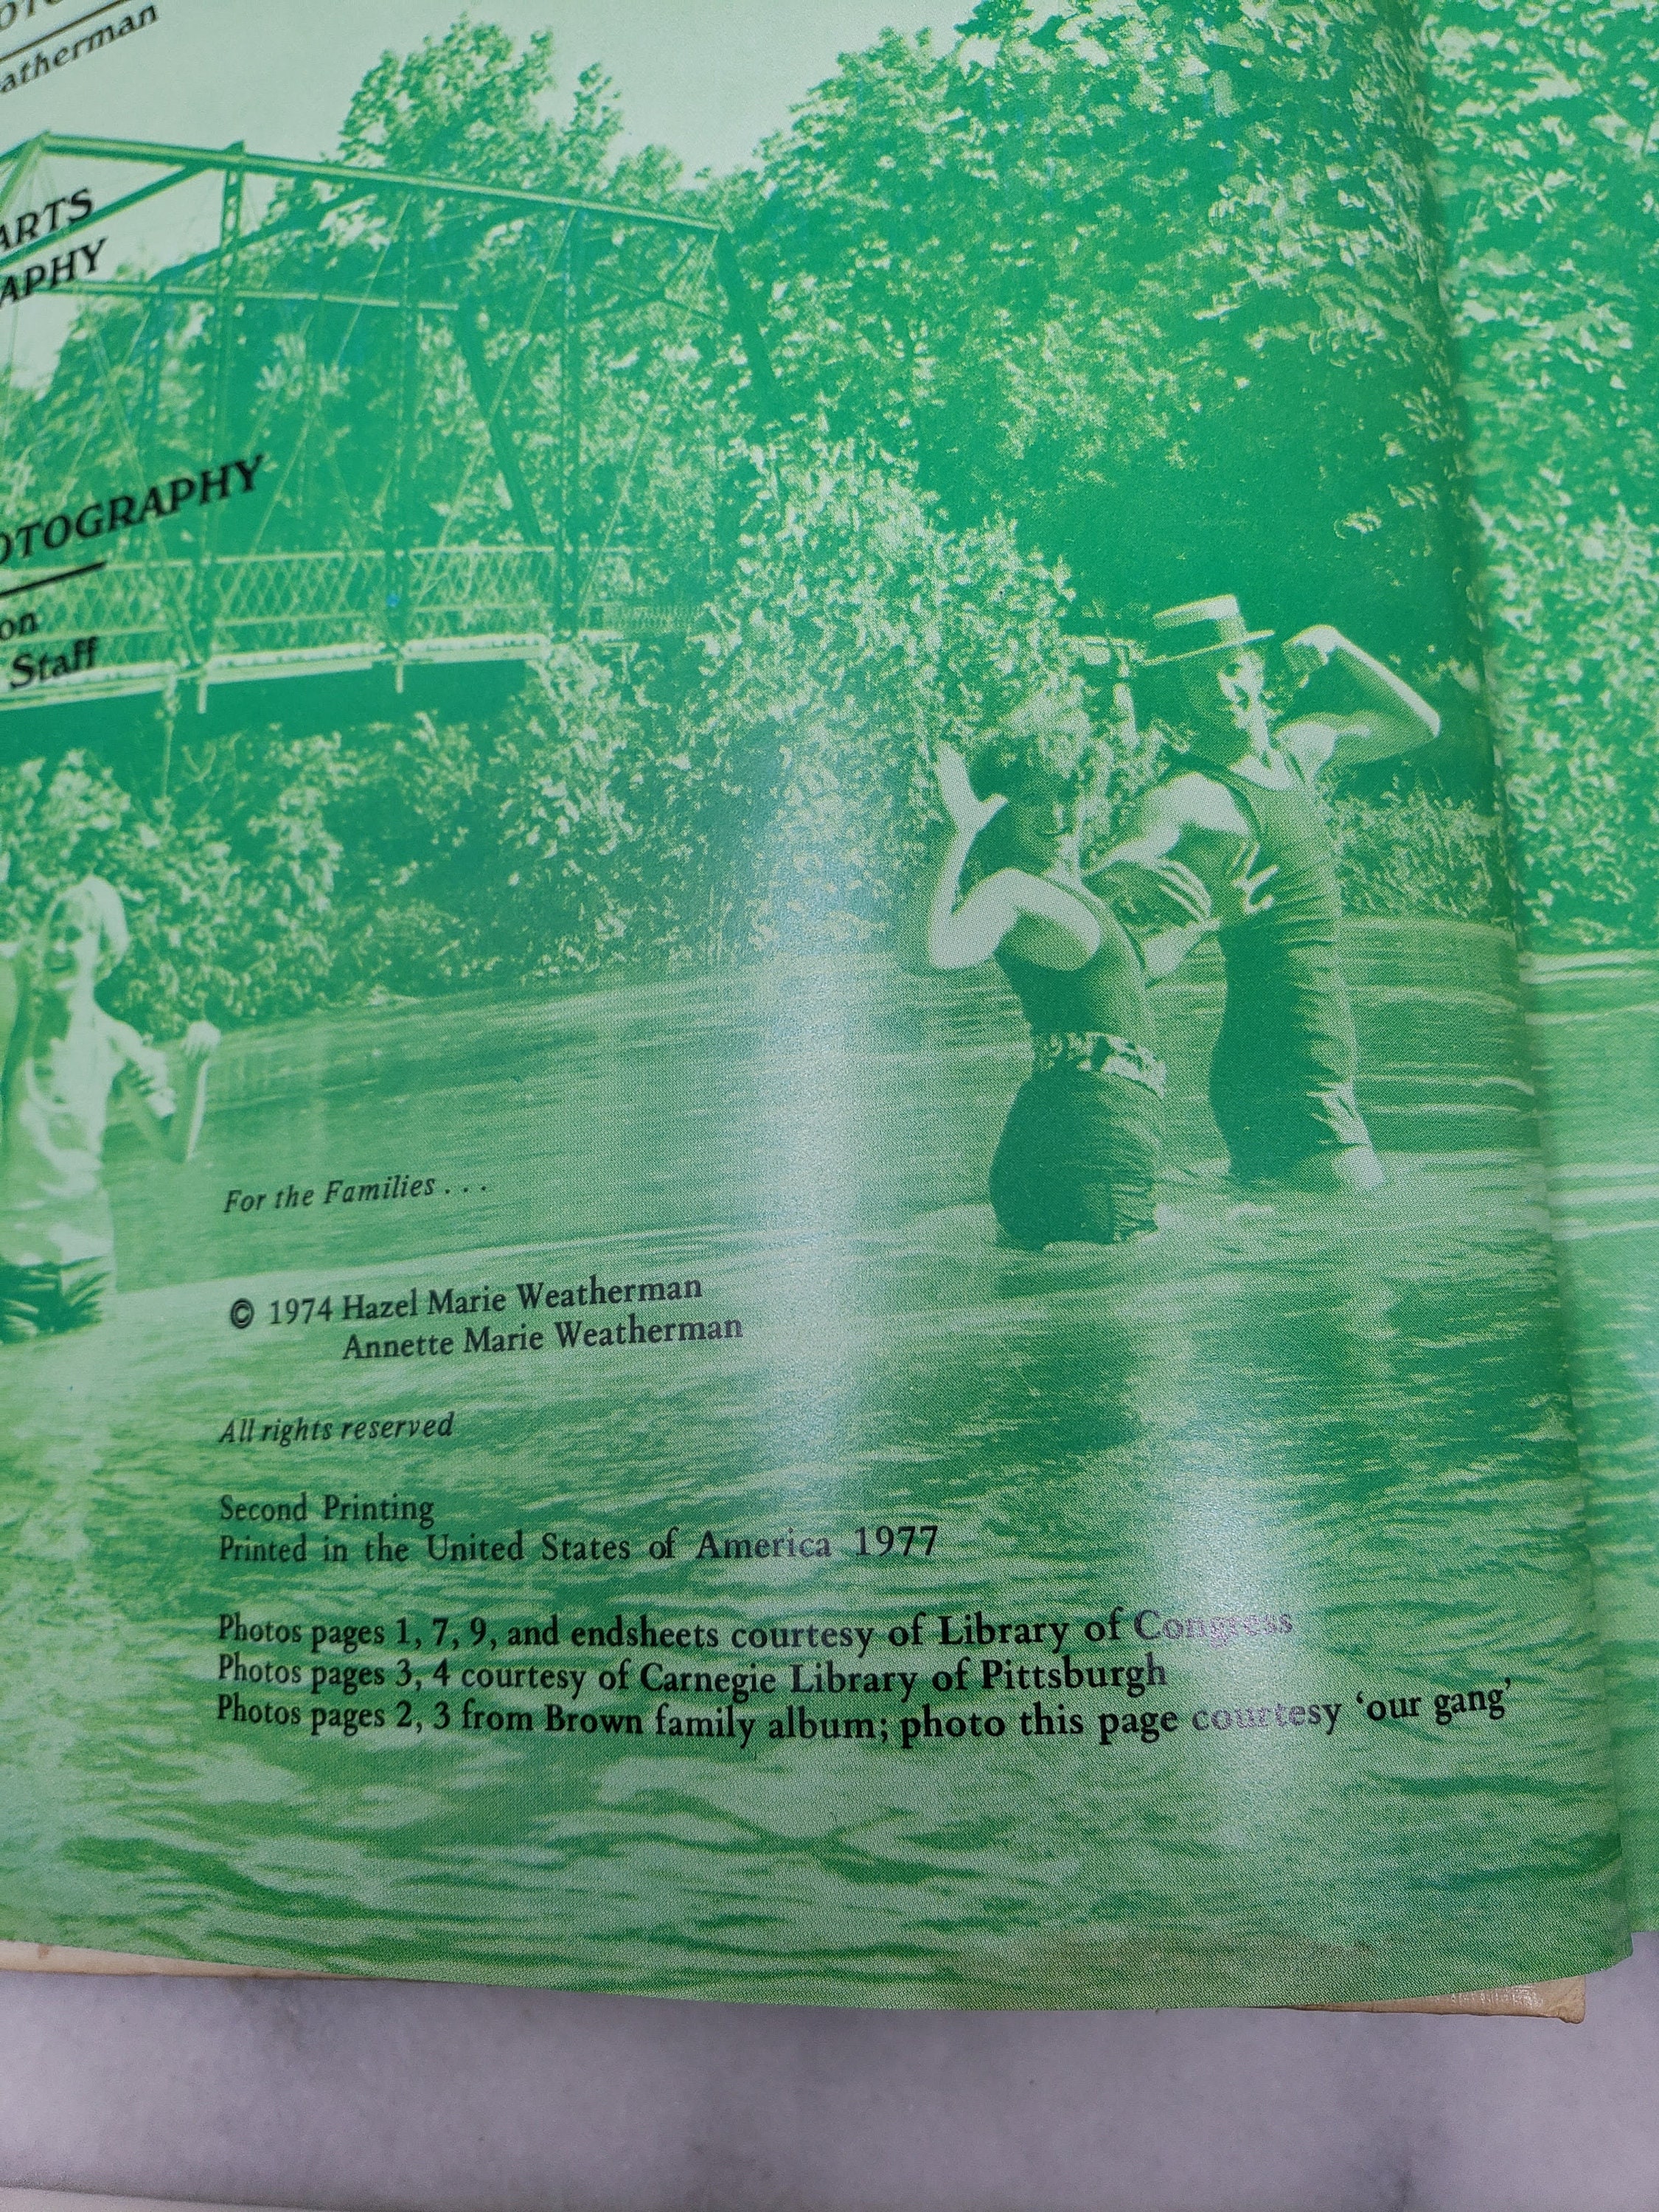 eatherman
ARTS
APHY
OTOGRAPHY
on
Staff
For the Families . . .
© 1974 Hazel Marie Weatherman
Annette Marie Weatherman
All rights reserved
Second Printing
Printed in the United States of America 1977
Photos pages 1, 7, 9, and endsheets courtesy of Library of Congress
Photos pages 3, 4 courtesy of Carnegie Library of Pittsburgh
Photos pages 2, 3 from Brown family album; photo this page courtesy ‘our gang’